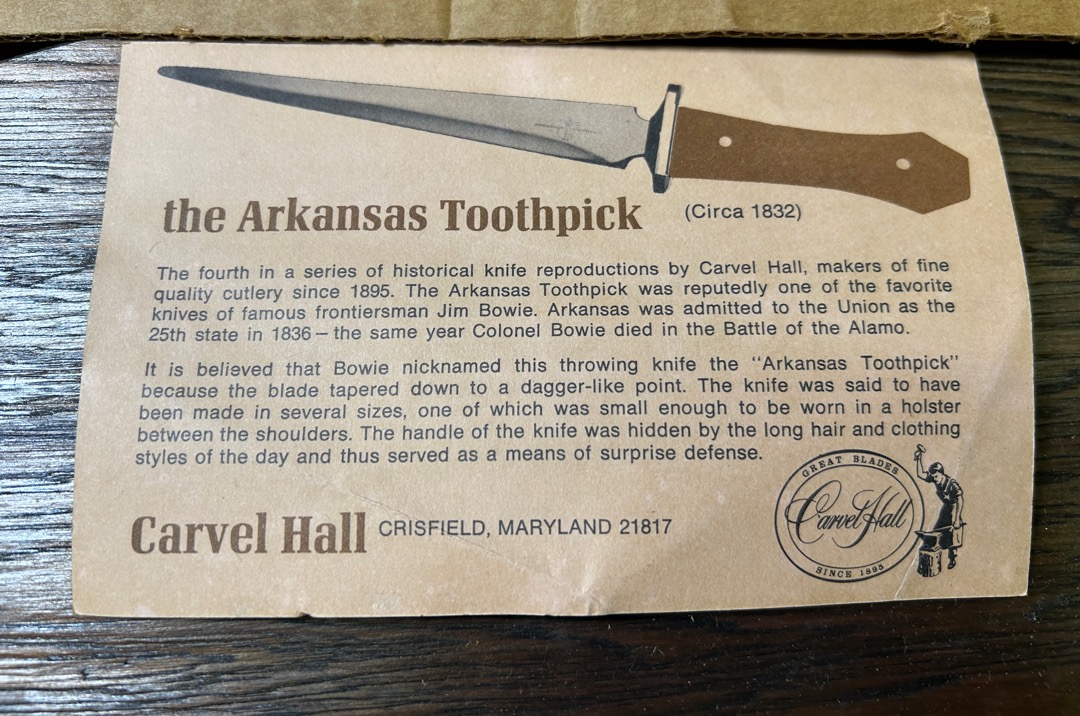 the Arkansas Toothpick (Circa 1832)
The fourth in a series of historical knife reproductions by Carvel Hall, makers of fine
quality cutlery since 1895. The Arkansas Toothpick was reputedly one of the favorite
knives of famous frontiersman Jim Bowie. Arkansas was admitted to the Union as the
25th state in 1836 – the same year Colonel Bowie died in the Battle of the Alamo.
It is believed that Bowie nicknamed this throwing knife the “Arkansas Toothpick”
because the blade tapered down to a dagger-like point. The knife was said to have
been made in several sizes, one of which was small enough to be worn in a holster
between the shoulders. The handle of the knife was hidden by the long hair and clothing
styles of the day and thus served as a means of surprise defense.
GREAT BLADES
Carvel Hall
SINCE 1895
Carvel Hall CRISFIELD, MARYLAND 21817